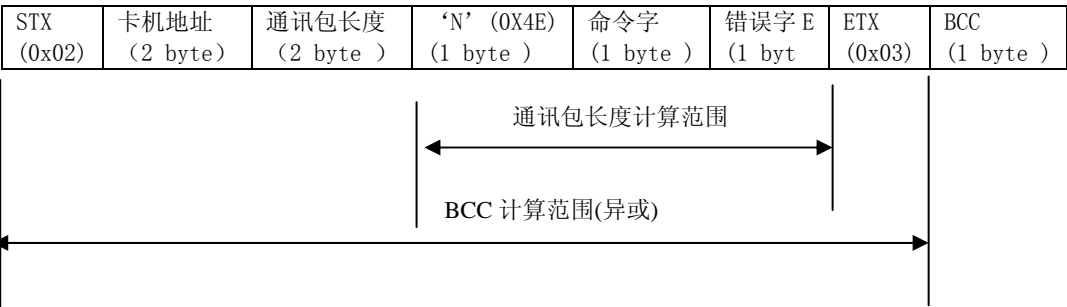 STX 卡机地址 通讯包长度 ‘N’(0X4E) 命令字 错误字 E ETX BCC
(0x02) （2 byte） （2 byte ） (1 byte ) (1 byte ) (1 byt (0x03) (1 byte )
通讯包长度计算范围
BCC 计算范围(异或)